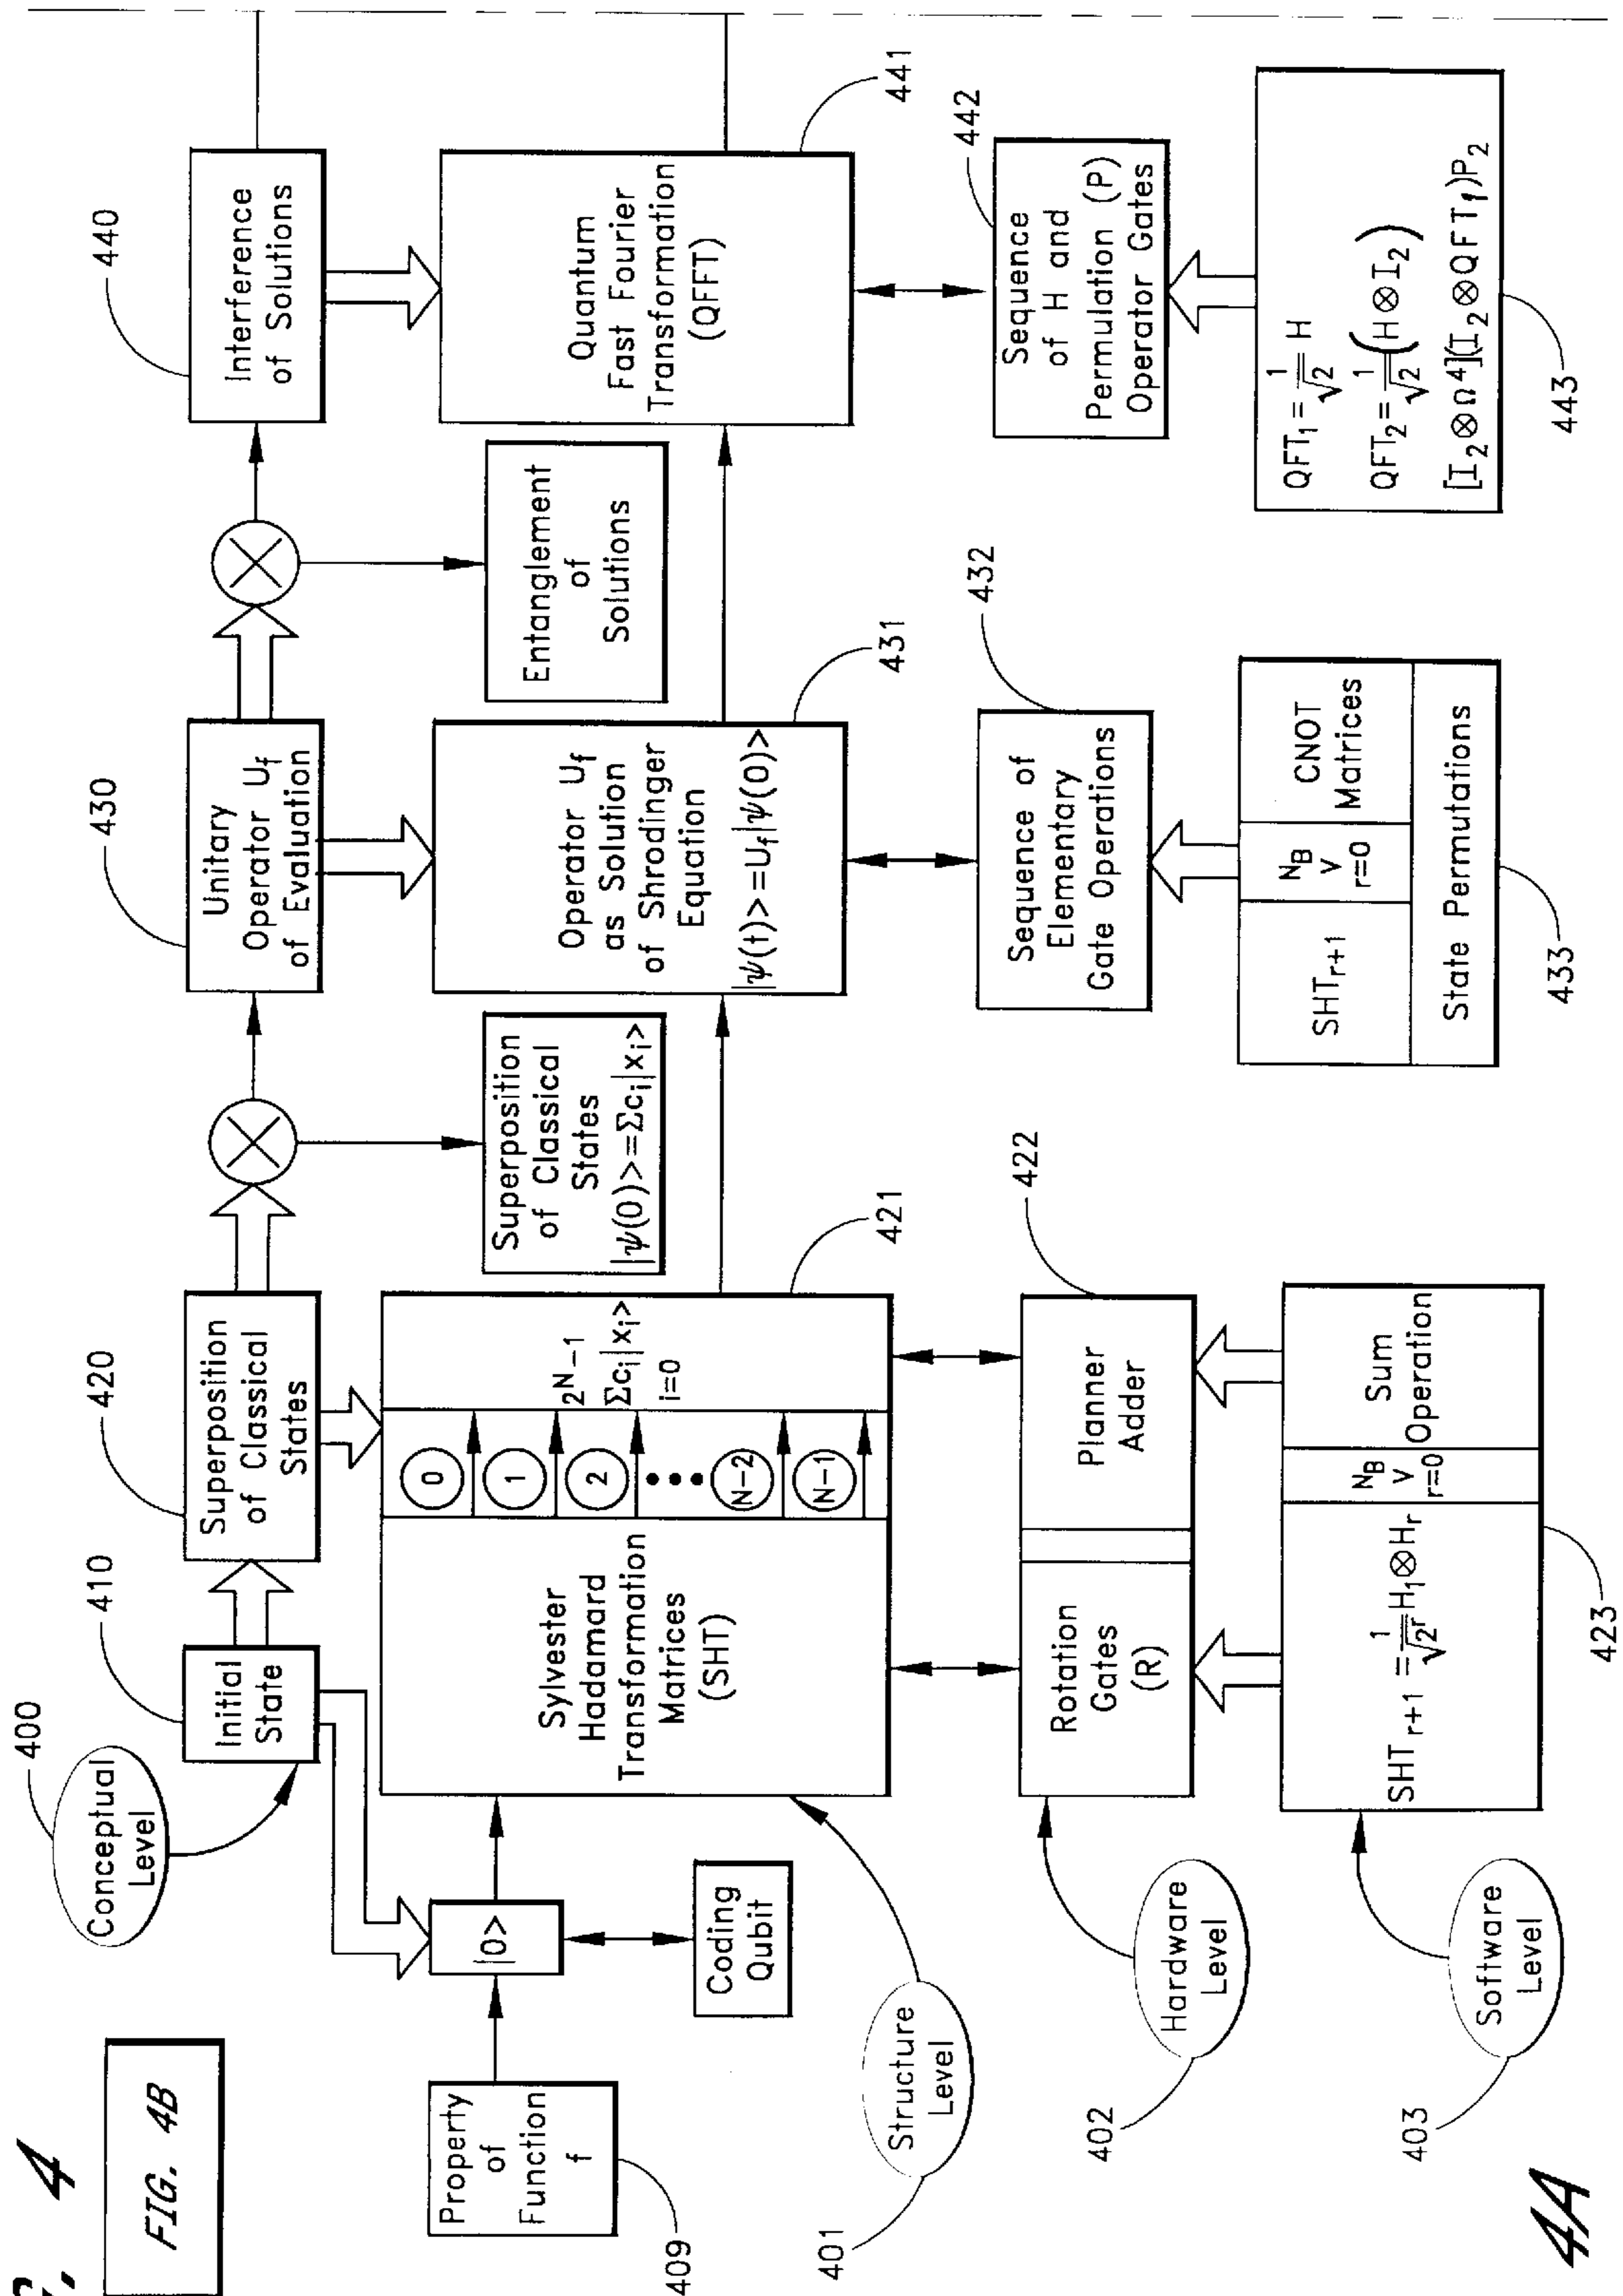 4
FIG. 4B
400
Conceptual
Level
410
Initial
State
420
Superposition
of Classical
States
430
Unitary
Operator U_f
of Evaluation
440
Interference
of Solutions
Property
of
Function
f
409
|0>
Coding
Qubit
Sylvester
Hadamard
Transformation
Matrices
(SHT)
0
1
2
N-2
N-1
2^N-1
Σc_i|x_i>
i=0
421
Superposition
of Classical
States
|ψ(0)>=Σc_i|x_i>
Operator U_f
as Solution
of Shrodinger
Equation
|ψ(t)>=U_f|ψ(0)>
431
Entanglement
of
Solutions
Quantum
Fast Fourier
Transformation
(QFFT)
441
Structure
Level
401
Hardware
Level
402
Rotation
Gates
(R)
Planner
Adder
422
Sequence of
Elementary
Gate Operations
432
Sequence
of H and
Permulation (P)
Operator Gates
442
Software
Level
403
SHT_r+1 = 1/√2^r H_1⊗H_r
N_B
V
r=0
Sum
Operation
423
SHT_r+1
N_B
V
r=0
CNOT
Matrices
State Permutations
433
QFT_1 = 1/√2 H
QFT_2 = 1/√2 (H⊗I_2)
[I_2⊗Ω^4](I_2⊗QFT_1)P_2
443
4A